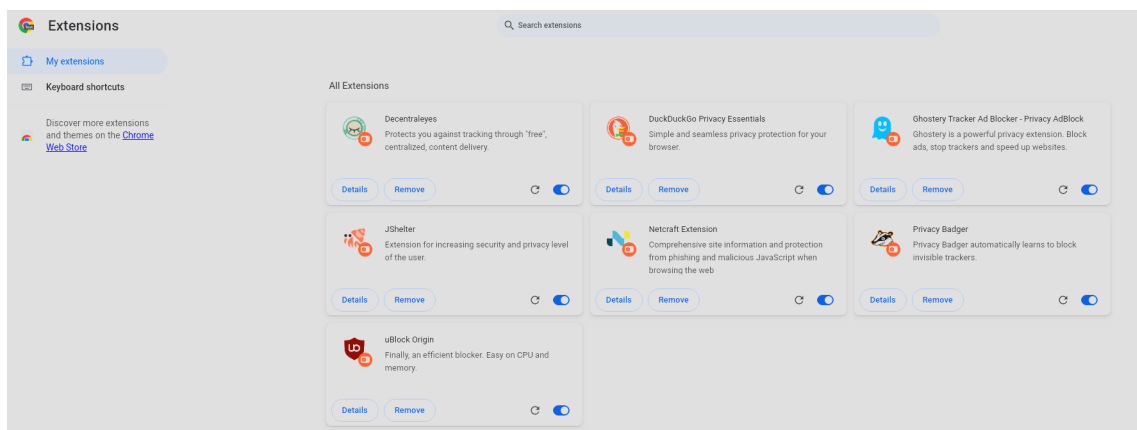 Extensions
Search extensions
My extensions
Keyboard shortcuts
Discover more extensions
and themes on the Chrome
Web Store
All Extensions
Decentraleyes
Protects you against tracking through "free",
centralized, content delivery.
Details Remove
DuckDuckGo Privacy Essentials
Simple and seamless privacy protection for your
browser.
Details Remove
Ghostery Tracker Ad Blocker - Privacy AdBlock
Ghostery is a powerful privacy extension. Block
ads, stop trackers and speed up websites.
Details Remove
JShelter
Extension for increasing security and privacy level
of the user.
Details Remove
Netcraft Extension
Comprehensive site information and protection
from phishing and malicious JavaScript when
browsing the web
Details Remove
Privacy Badger
Privacy Badger automatically learns to block
invisible trackers.
Details Remove
uBlock Origin
Finally, an efficient blocker. Easy on CPU and
memory.
Details Remove